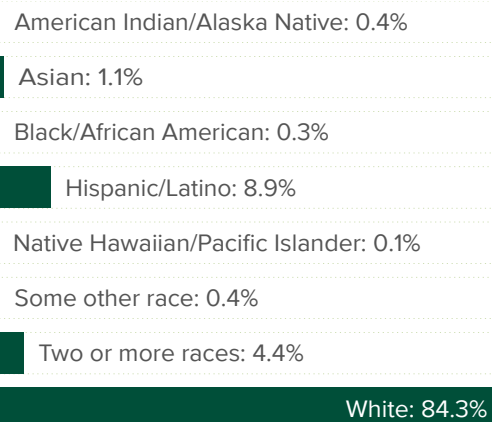 American Indian/Alaska Native: 0.4%
Asian: 1.1%
Black/African American: 0.3%
Hispanic/Latino: 8.9%
Native Hawaiian/Pacific Islander: 0.1%
Some other race: 0.4%
Two or more races: 4.4%
White: 84.3%